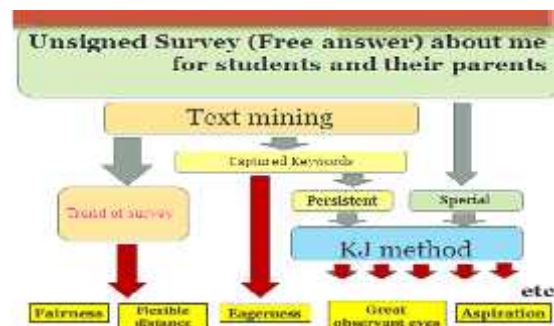 Unsigned Survey (Free answer) about me
for students and their parents
Text mining
Captured Keywords
Trend of survey
Persistent
Special
KJ method
etc
Fairness
Flexible
distance
Eagerness
Great
observant eyes
Aspiration